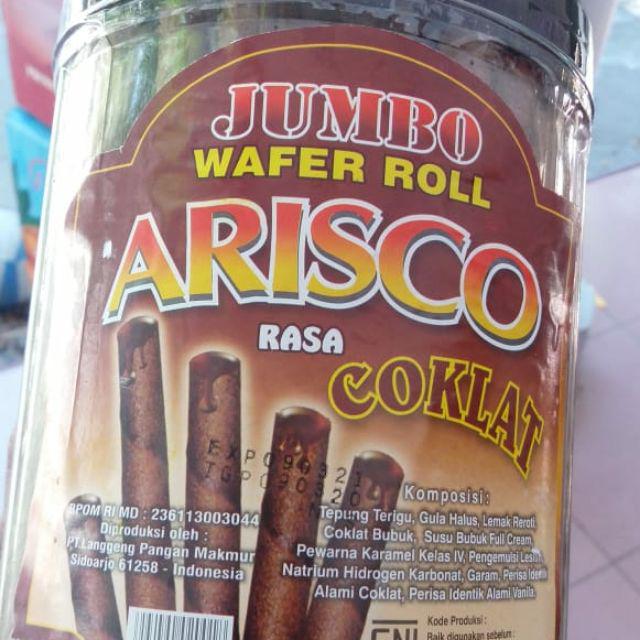 JUMBO
WAFER ROLL
ARISCO
RASA
COKLAT
EXP090321
TGP090320
BPOM RI MD : 236113003044
Diproduksi oleh :
PT.Langgeng Pangan Makmur
Sidoarjo 61258 - Indonesia
Komposisi :
Tepung Terigu, Gula Halus, Lemak Reroti,
Coklat Bubuk, Susu Bubuk Full Cream,
Pewarna Karamel Kelas IV, Pengemulsi Lesitin,
Natrium Hidrogen Karbonat, Garam, Perisa Identik
Alami Coklat, Perisa Identik Alami Vanila.
SNI
Kode Produksi :
Baik digunakan sebelum :